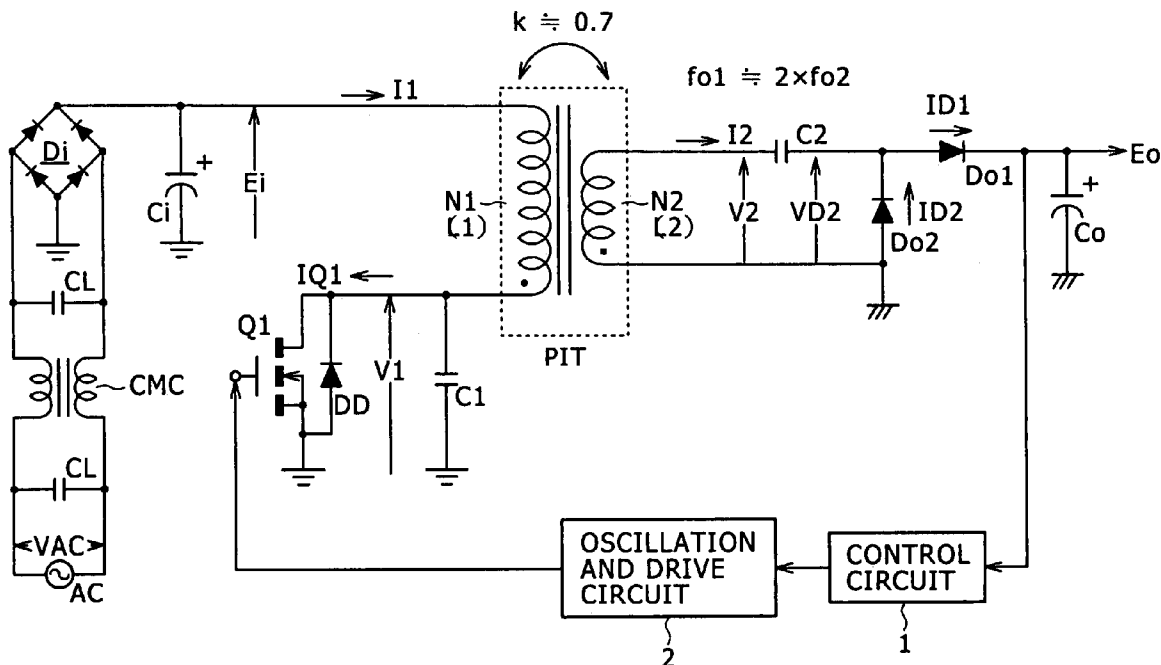 k ≒ 0.7
fo1 ≒ 2×fo2
I1
ID1
Di
I2
C2
Eo
+
Ci
Ei
N1
(L1)
N2
(L2)
V2
VD2
ID2
Do1
Do2
+
Co
IQ1
CL
Q1
V1
PIT
CMC
DD
C1
CL
VAC
AC
OSCILLATION
AND DRIVE
CIRCUIT
CONTROL
CIRCUIT
2
1